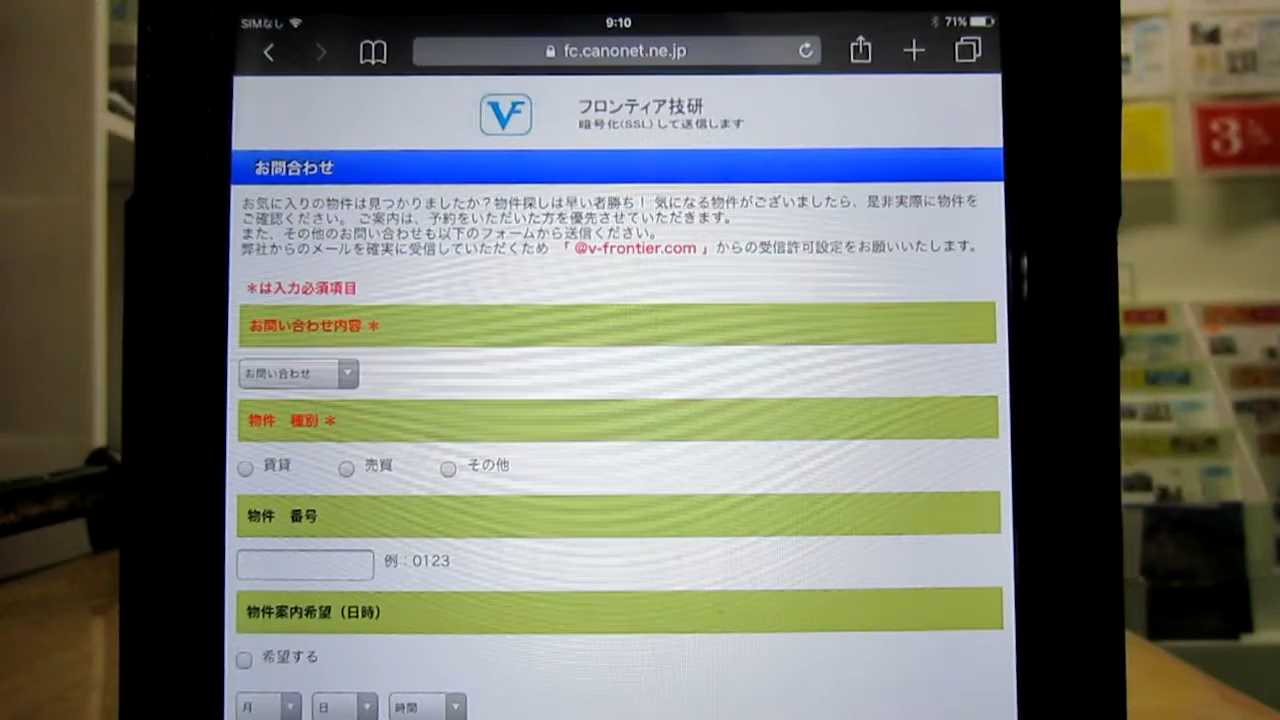 SIMなし
9:10
71%
fc.canonet.ne.jp
VF
フロンティア技研
暗号化(SSL)して送信します
お問合わせ
お気に入りの物件は見つかりましたか?物件探しは早い者勝ち！ 気になる物件がございましたら、是非実際に物件を
ご確認ください。 ご案内は、予約をいただいた方を優先させていただきます。
また、その他のお問い合わせも以下のフォームから送信ください。
弊社からのメールを確実に受信していただくため 「 @v-frontier.com 」からの受信許可設定をお願いいたします。
*は入力必須項目
お問い合わせ内容 *
お問い合わせ
物件　種別 *
賃貸 売買 その他
物件　番号
例：0123
物件案内希望（日時）
希望する
月 日 時間
3